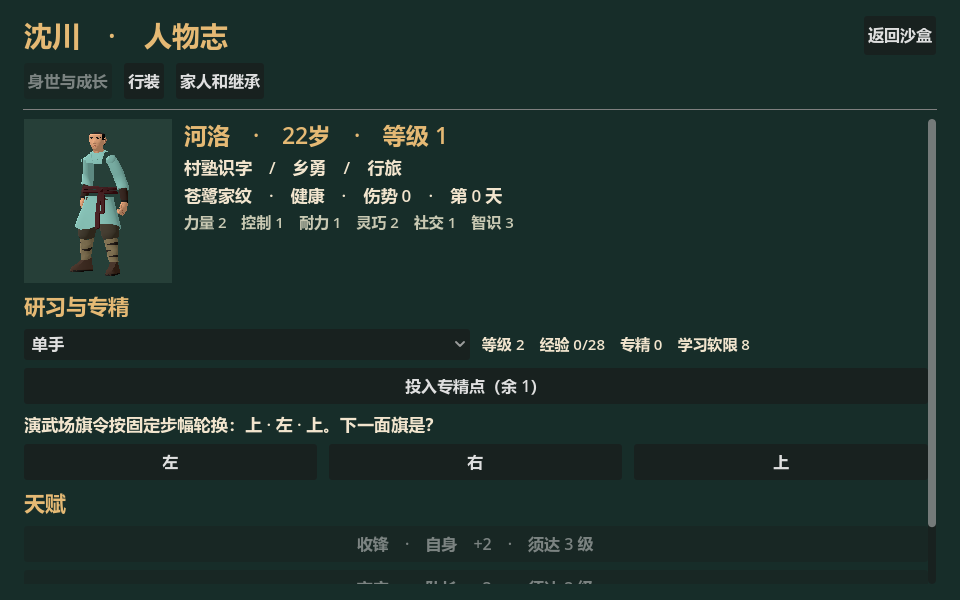 沈川 · 人物志
返回沙盒
身世与成长 行装 家人和继承
河洛 · 22岁 · 等级 1
村塾识字 / 乡勇 / 行旅
苍鹭家纹 · 健康 · 伤势 0 · 第 0 天
力量 2 控制 1 耐力 1 灵巧 2 社交 1 智识 3
研习与专精
单手
等级 2 经验 0/28 专精 0 学习软限 8
投入专精点（余 1）
演武场旗令按固定步幅轮换：上 · 左 · 上。下一面旗是?
左 右 上
天赋
收锋 · 自身 +2 · 须达 3 级